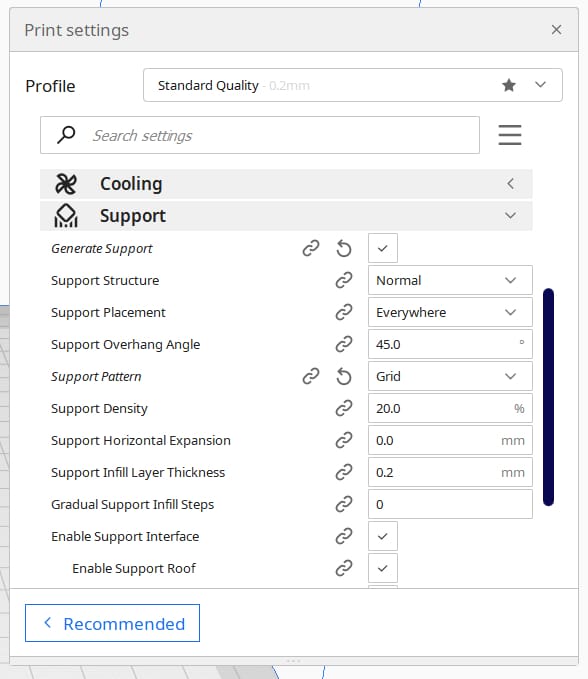 Print settings
Profile
Standard Quality - 0.2mm
Search settings
Cooling
Support
Generate Support
Support Structure Normal
Support Placement Everywhere
Support Overhang Angle 45.0 °
Support Pattern Grid
Support Density 20.0 %
Support Horizontal Expansion 0.0 mm
Support Infill Layer Thickness 0.2 mm
Gradual Support Infill Steps 0
Enable Support Interface
Enable Support Roof
Recommended